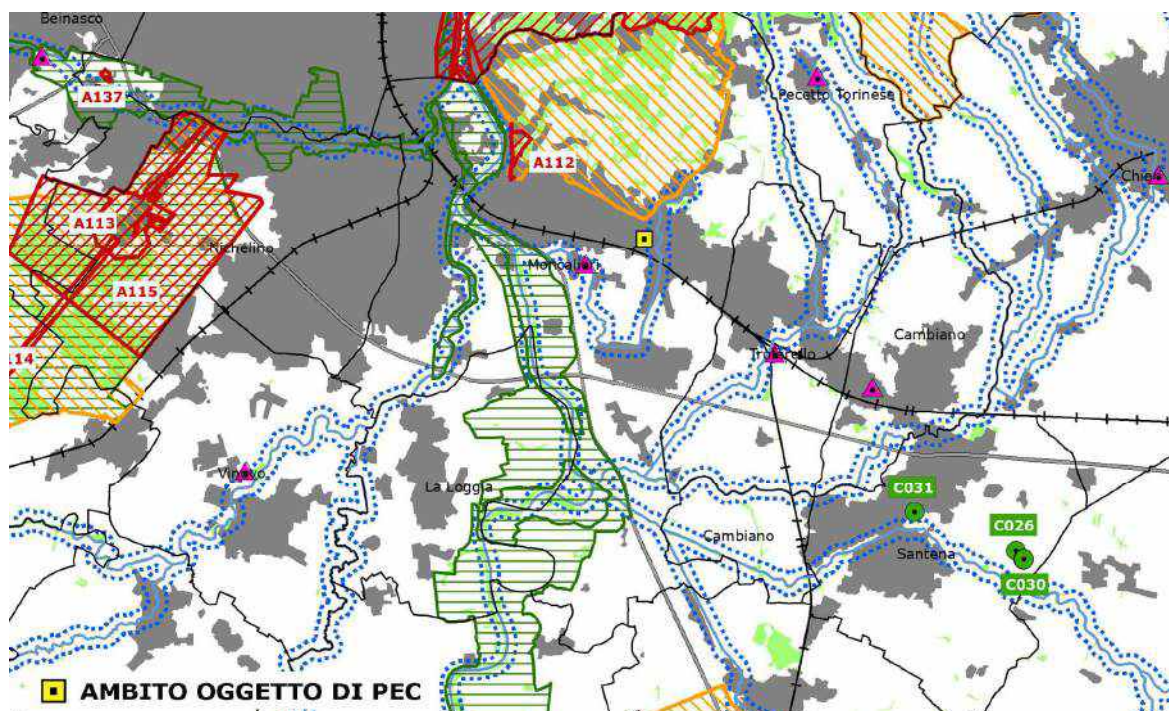 Beinasco
A137
Pecetto Torinese
A112
Chieri
A113
Nichelino
Moncalieri
A115
Cambiano
Trofarello
14
Vinovo
La Loggia
C031
C026
Cambiano
Santena
C030
AMBITO OGGETTO DI PEC